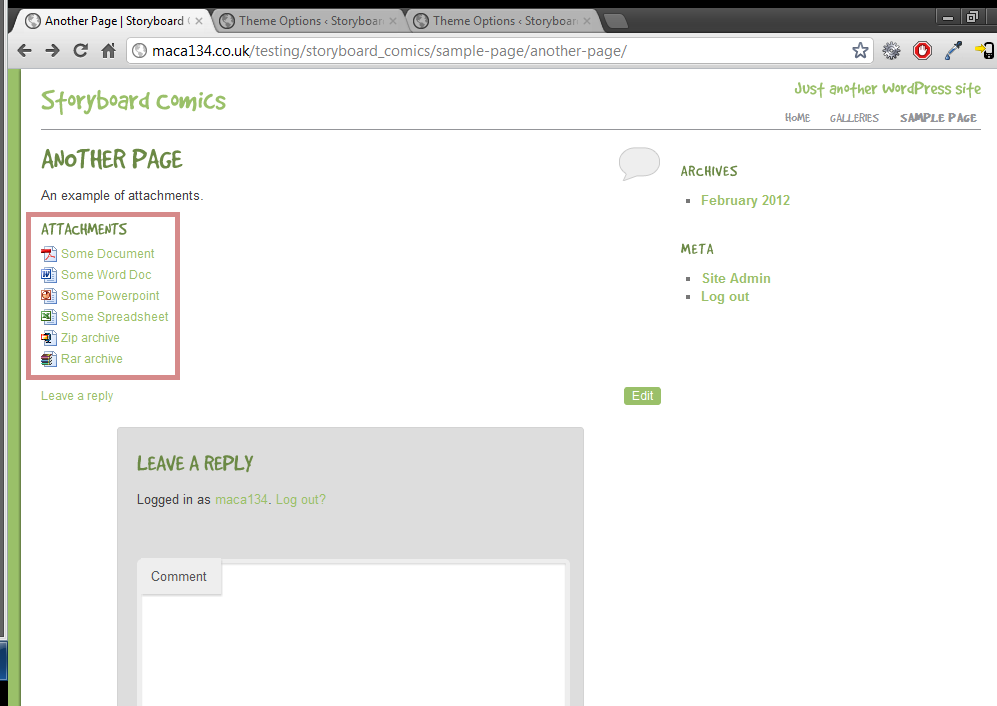 Another Page | Storyboard
Theme Options ‹ Storyboard
Theme Options ‹ Storyboard
maca134.co.uk/testing/storyboard_comics/sample-page/another-page/
Storyboard Comics
Just another WordPress site
HOME GALLERIES SAMPLE PAGE
ANOTHER PAGE
An example of attachments.
ATTACHMENTS
Some Document
Some Word Doc
Some Powerpoint
Some Spreadsheet
Zip archive
Rar archive
Leave a reply
Edit
ARCHIVES
February 2012
META
Site Admin
Log out
LEAVE A REPLY
Logged in as maca134. Log out?
Comment